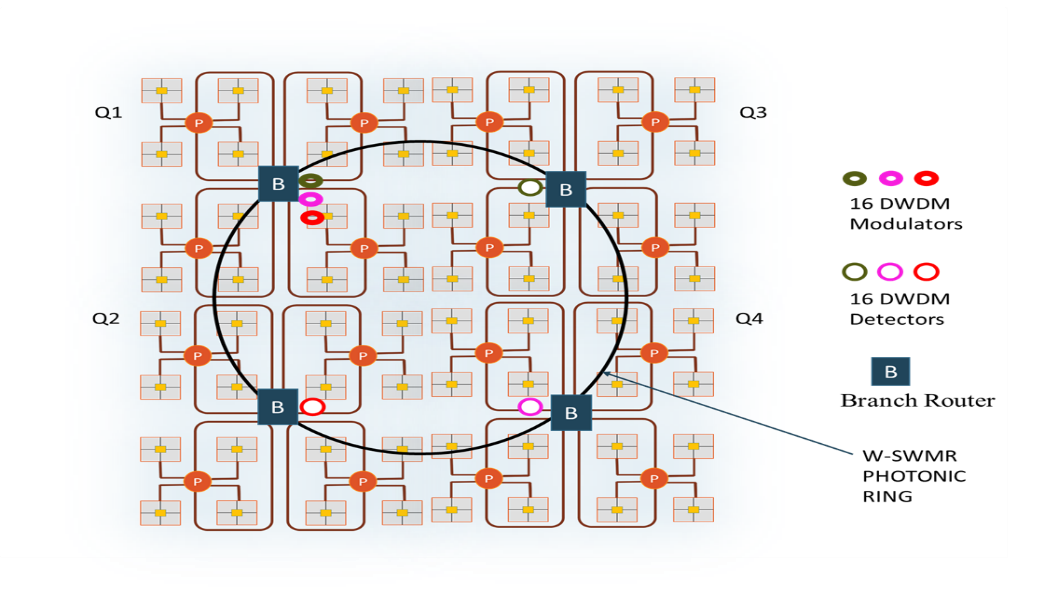 Q1
Q3
P
P
P
P
B
B
16 DWDM
Modulators
P
P
P
P
16 DWDM
Detectors
Q2
Q4
P
P
P
P
B
Branch Router
B
B
W-SWMR
PHOTONIC
RING
P
P
P
P